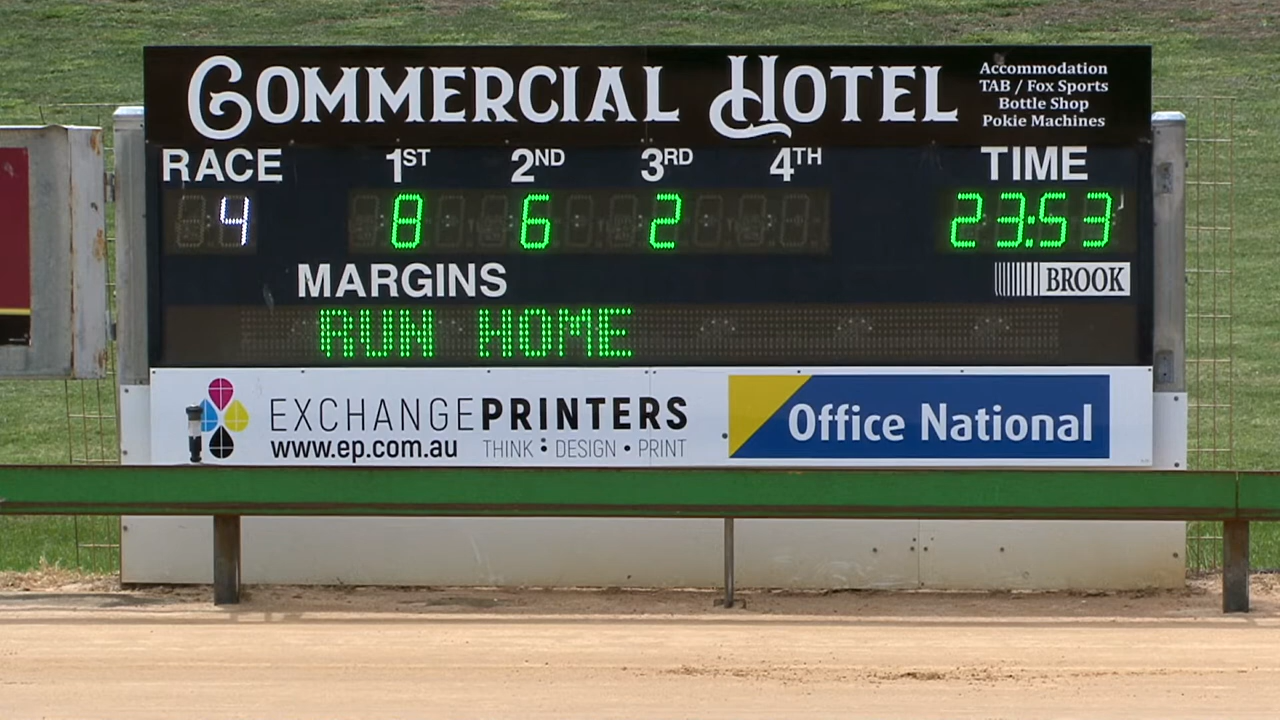 COMMERCIAL HOTEL
Accommodation
TAB / Fox Sports
Bottle Shop
Pokie Machines
RACE 1ST 2ND 3RD 4TH TIME
4 8 6 2 23:53
MARGINS
BROOK
RUN HOME
EXCHANGEPRINTERS
www.ep.com.au THINK • DESIGN • PRINT
Office National